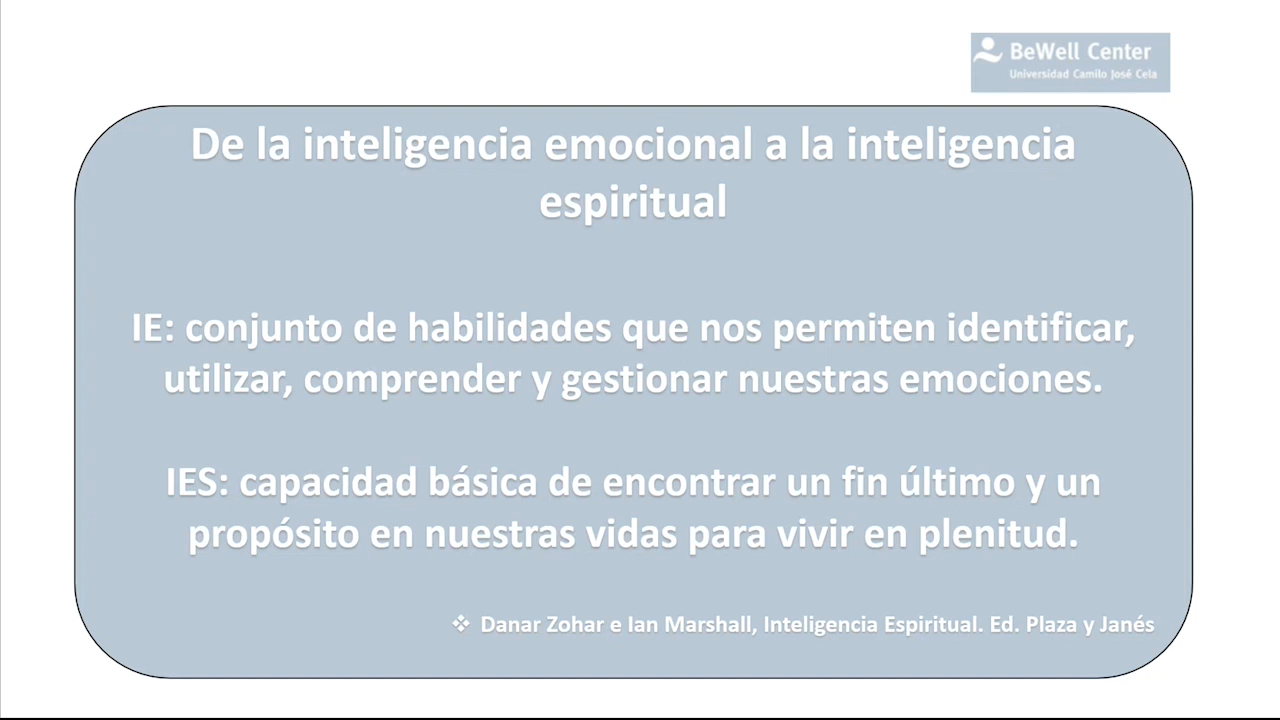 BeWell Center
Universidad Camilo José Cela
De la inteligencia emocional a la inteligencia
espiritual
IE: conjunto de habilidades que nos permiten identificar,
utilizar, comprender y gestionar nuestras emociones.
IES: capacidad básica de encontrar un fin último y un
propósito en nuestras vidas para vivir en plenitud.
❖ Danar Zohar e Ian Marshall, Inteligencia Espiritual. Ed. Plaza y Janés